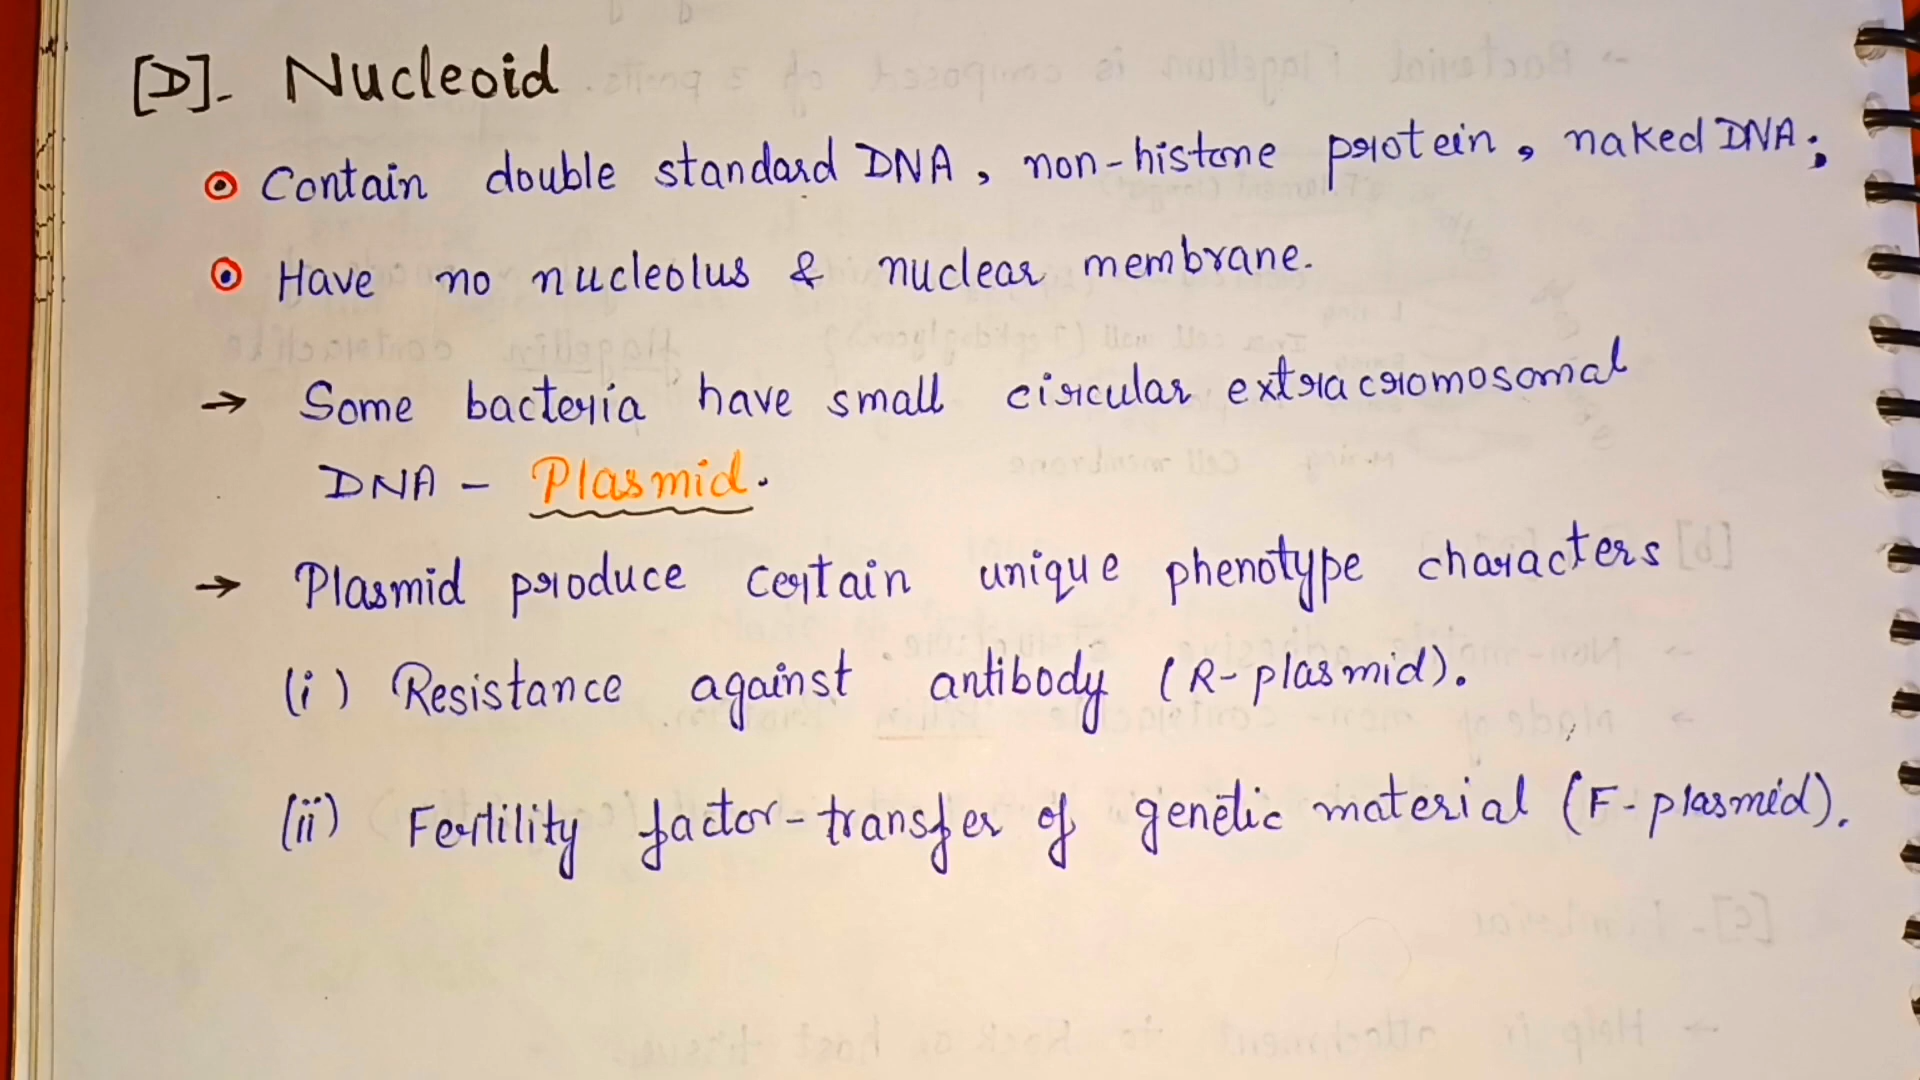 [D]. Nucleoid
Contain double standard DNA, non-histone protein, naked DNA;
Have no nucleolus & nuclear membrane.
→ Some bacteria have small circular extracromosomal
DNA - Plasmid.
→ Plasmid produce certain unique phenotype characters
(i) Resistance against antibody (R-plasmid).
(ii) Fertility factor-transfer of genetic material (F-plasmid).